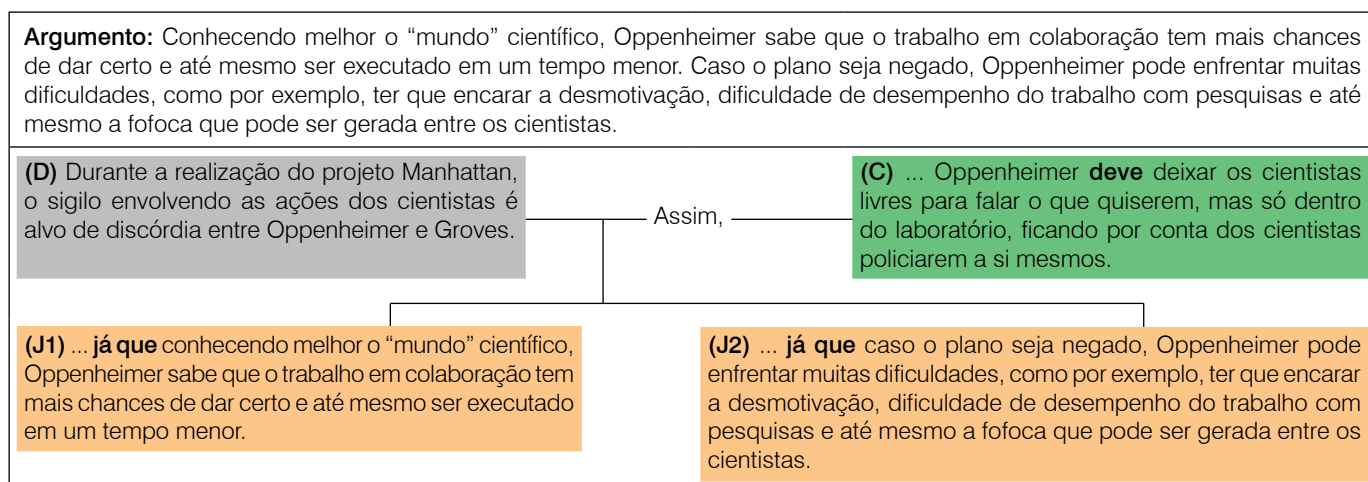 Argumento: Conhecendo melhor o “mundo” científico, Oppenheimer sabe que o trabalho em colaboração tem mais chances
de dar certo e até mesmo ser executado em um tempo menor. Caso o plano seja negado, Oppenheimer pode enfrentar muitas
dificuldades, como por exemplo, ter que encarar a desmotivação, dificuldade de desempenho do trabalho com pesquisas e até
mesmo a fofoca que pode ser gerada entre os cientistas.
(D) Durante a realização do projeto Manhattan,
o sigilo envolvendo as ações dos cientistas é
alvo de discórdia entre Oppenheimer e Groves.
Assim,
(C) ... Oppenheimer deve deixar os cientistas
livres para falar o que quiserem, mas só dentro
do laboratório, ficando por conta dos cientistas
policiarem a si mesmos.
(J1) ... já que conhecendo melhor o “mundo” científico,
Oppenheimer sabe que o trabalho em colaboração tem
mais chances de dar certo e até mesmo ser executado
em um tempo menor.
(J2) ... já que caso o plano seja negado, Oppenheimer pode
enfrentar muitas dificuldades, como por exemplo, ter que encarar
a desmotivação, dificuldade de desempenho do trabalho com
pesquisas e até mesmo a fofoca que pode ser gerada entre os
cientistas.